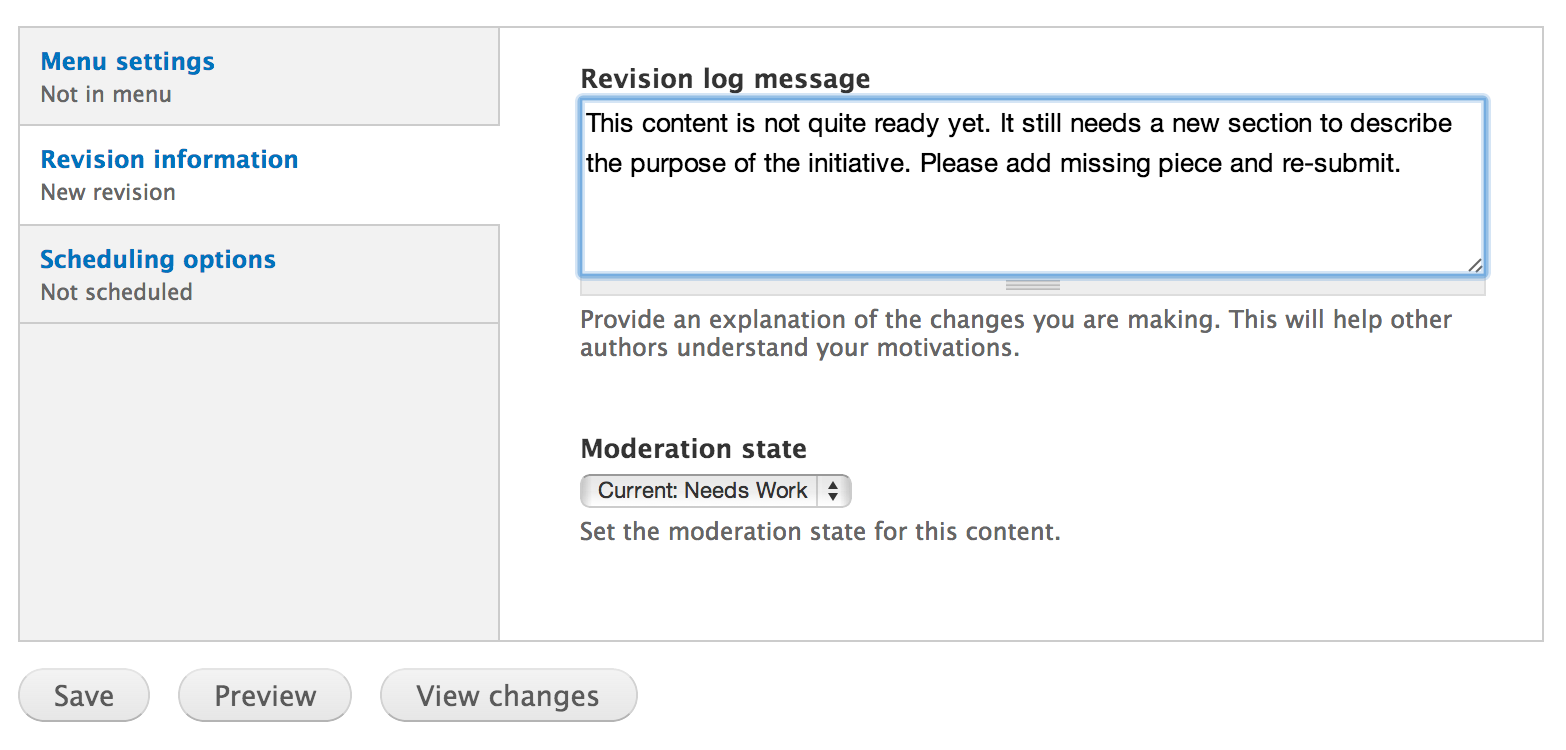 Menu settings
Not in menu
Revision information
New revision
Scheduling options
Not scheduled
Revision log message
This content is not quite ready yet. It still needs a new section to describe
the purpose of the initiative. Please add missing piece and re-submit.
Provide an explanation of the changes you are making. This will help other
authors understand your motivations.
Moderation state
Current: Needs Work
Set the moderation state for this content.
Save
Preview
View changes